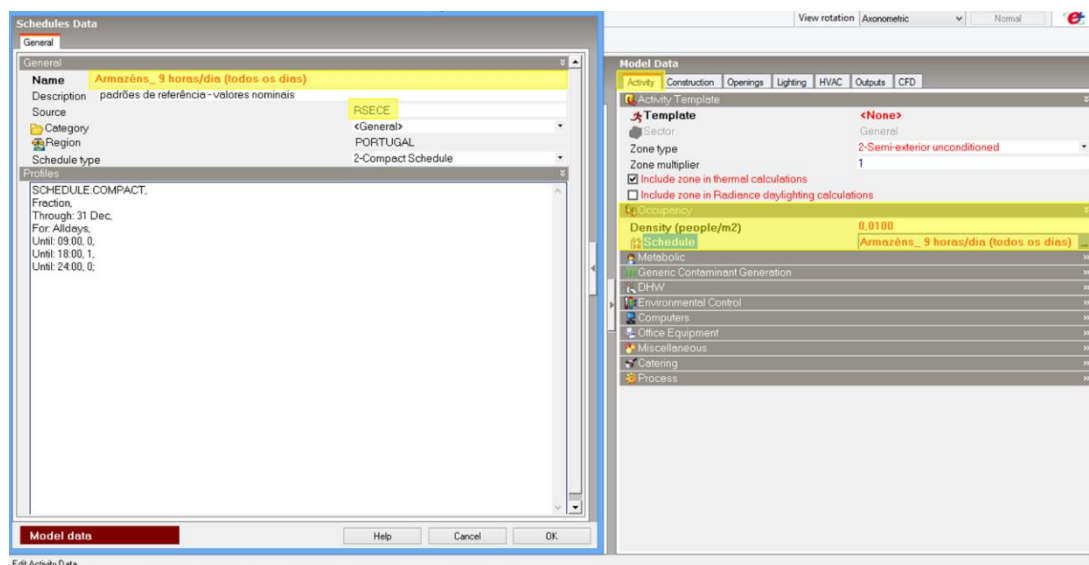 View rotation Axonometric Normal
Schedules Data
General
General
Name Armazéns_ 9 horas/dia (todos os dias)
Description padrões de referência - valores nominais
Source RSECE
Category <General>
Region PORTUGAL
Schedule type 2-Compact Schedule
Profiles
SCHEDULE:COMPACT,
Fraction,
Through: 31 Dec,
For: Alldays,
Until: 09:00, 0,
Until: 18:00, 1,
Until: 24:00, 0;
Model data Help Cancel OK
Model Data
Activity Construction Openings Lighting HVAC Outputs CFD
Activity Template
Template <None>
Sector General
Zone type 2-Semi-exterior unconditioned
Zone multiplier 1
Include zone in thermal calculations
Include zone in Radiance daylighting calculations
Occupancy
Density (people/m2) 0.0100
Schedule Armazéns_ 9 horas/dia (todos os dias)
Metabolic
Generic Contaminant Generation
DHW
Environmental Control
Computers
Office Equipment
Miscellaneous
Catering
Process
Edit Activity Data